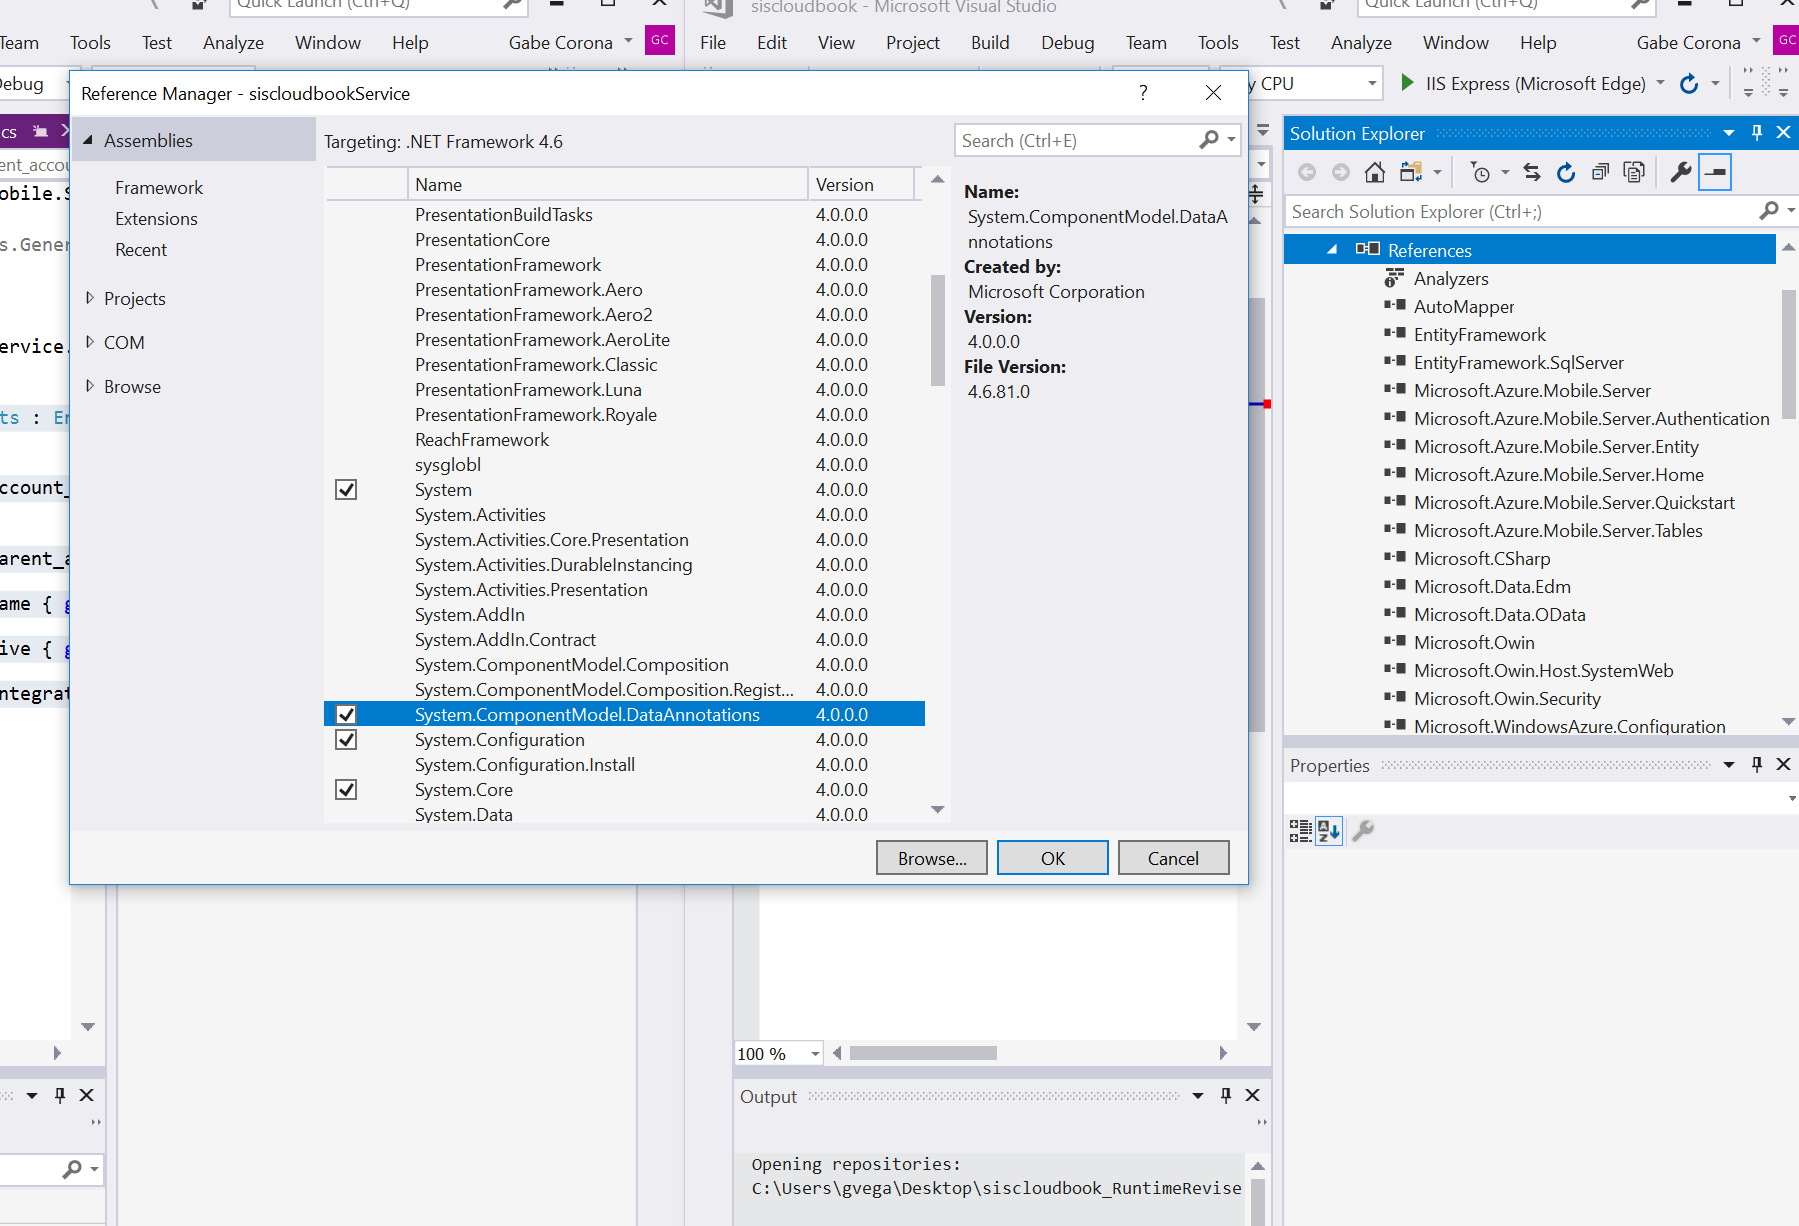 Quick Launch (Ctrl+Q)
siscloudbook - Microsoft Visual Studio
Quick Launch (Ctrl+Q)
Team Tools Test Analyze Window Help Gabe Corona GC
File Edit View Project Build Debug Team Tools Test Analyze Window Help Gabe Corona GC
Debug
y CPU IIS Express (Microsoft Edge)
Reference Manager - siscloudbookService
?
cs
ent_accou
obile.S
s.Gener
ervice.
ts : En
ccount_
arent_a
ame { g
ive { g
ntegrat
Assemblies
Framework
Extensions
Recent
Projects
COM
Browse
Targeting: .NET Framework 4.6
Search (Ctrl+E)
Name Version
PresentationBuildTasks 4.0.0.0
PresentationCore 4.0.0.0
PresentationFramework 4.0.0.0
PresentationFramework.Aero 4.0.0.0
PresentationFramework.Aero2 4.0.0.0
PresentationFramework.AeroLite 4.0.0.0
PresentationFramework.Classic 4.0.0.0
PresentationFramework.Luna 4.0.0.0
PresentationFramework.Royale 4.0.0.0
ReachFramework 4.0.0.0
sysglobl 4.0.0.0
System 4.0.0.0
System.Activities 4.0.0.0
System.Activities.Core.Presentation 4.0.0.0
System.Activities.DurableInstancing 4.0.0.0
System.Activities.Presentation 4.0.0.0
System.AddIn 4.0.0.0
System.AddIn.Contract 4.0.0.0
System.ComponentModel.Composition 4.0.0.0
System.ComponentModel.Composition.Regist... 4.0.0.0
System.ComponentModel.DataAnnotations 4.0.0.0
System.Configuration 4.0.0.0
System.Configuration.Install 4.0.0.0
System.Core 4.0.0.0
System.Data 4.0.0.0
Name:
System.ComponentModel.DataA
nnotations
Created by:
Microsoft Corporation
Version:
4.0.0.0
File Version:
4.6.81.0
Browse... OK Cancel
Solution Explorer
Search Solution Explorer (Ctrl+;)
References
Analyzers
AutoMapper
EntityFramework
EntityFramework.SqlServer
Microsoft.Azure.Mobile.Server
Microsoft.Azure.Mobile.Server.Authentication
Microsoft.Azure.Mobile.Server.Entity
Microsoft.Azure.Mobile.Server.Home
Microsoft.Azure.Mobile.Server.Quickstart
Microsoft.Azure.Mobile.Server.Tables
Microsoft.CSharp
Microsoft.Data.Edm
Microsoft.Data.OData
Microsoft.Owin
Microsoft.Owin.Host.SystemWeb
Microsoft.Owin.Security
Microsoft.WindowsAzure.Configuration
Properties
100 %
Output
Opening repositories:
C:\Users\gvega\Desktop\siscloudbook_RuntimeRevise